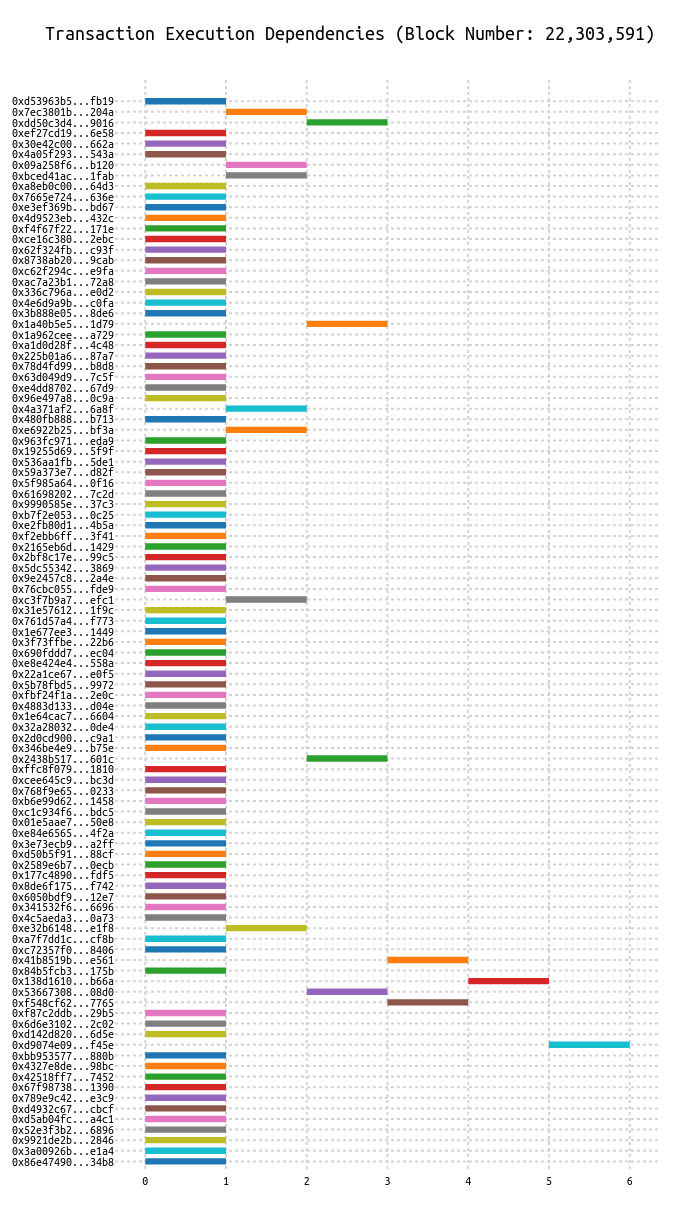 Transaction Execution Dependencies (Block Number: 22,303,591)
0xd53963b5...fb19
0x7ec3801b...204a
0xdd50c3d4...9016
0xef27cd19...6e58
0x30e42c00...662a
0x4a05f293...543a
0x09a258f6...b120
0xbced41ac...1fab
0xa8eb0c00...64d3
0x7665e724...636e
0xe3ef369b...bd67
0x4d9523eb...432c
0xf4f67f22...171e
0xce16c380...2ebc
0x62f324fb...c93f
0x8738ab20...9cab
0xc62f294c...e9fa
0xac7a23b1...72a8
0x336c796a...e0d2
0x4e6d9a9b...c0fa
0x3b888e05...8de6
0x1a40b5e5...1d79
0x1a962cee...a729
0xa1d0d28f...4c48
0x225b01a6...87a7
0x78d4fd99...b8d8
0x63d049d9...7c5f
0xe4dd8702...67d9
0x96e497a8...0c9a
0x4a371af2...6a8f
0x480fb888...b713
0xe6922b25...bf3a
0x963fc971...eda9
0x19255d69...5f9f
0x536aa1fb...5de1
0x59a373e7...d82f
0x5f985a64...0f16
0x61698202...7c2d
0x9990585e...37c3
0xb7f2e053...0c25
0xe2fb80d1...4b5a
0xf2ebb6ff...3f41
0x2165eb6d...1429
0x2bf8c17e...99c5
0x5dc55342...3869
0x9e2457c8...2a4e
0x76cbc055...fde9
0xc3f7b9a7...efc1
0x31e57612...1f9c
0x761d57a4...f773
0x1e677ee3...1449
0x3f73ffbe...22b6
0x690fddd7...ec04
0xe8e424e4...558a
0x22a1ce67...e0f5
0x5b78fbd5...9972
0xfbf24f1a...2e0c
0x4883d133...d04e
0x1e64cac7...6604
0x32a28032...0de4
0x2d0cd900...c9a1
0x346be4e9...b75e
0x2438b517...601c
0xffc8f079...1810
0xcee645c9...bc3d
0x768f9e65...0233
0xb6e99d62...1458
0xc1c934f6...bdc5
0x01e5aae7...50e8
0xe84e6565...4f2a
0x3e73ecb9...a2ff
0xd50b5f91...88cf
0x2589e6b7...0ecb
0x177c4890...fdf5
0x8de6f175...f742
0x6050bdf9...12e7
0x341532f6...6696
0x4c5aeda3...0a73
0xe32b6148...e1f8
0xa7f7dd1c...cf8b
0xc72357f0...8406
0x41b8519b...e561
0x84b5fcb3...175b
0x138d1610...b66a
0x53667308...08d0
0xf548cf62...7765
0xf87c2ddb...29b5
0x6d6e3102...2c02
0xd142d820...6d5e
0xd9074e09...f45e
0xbb953577...880b
0x4327e8de...98bc
0x42518ff7...7452
0x67f98738...1390
0x789e9c42...e3c9
0xd4932c67...cbcf
0xd5ab04fc...a4c1
0x52e3f3b2...6896
0x9921de2b...2846
0x3a00926b...e1a4
0x86e47490...34b8
0 1 2 3 4 5 6